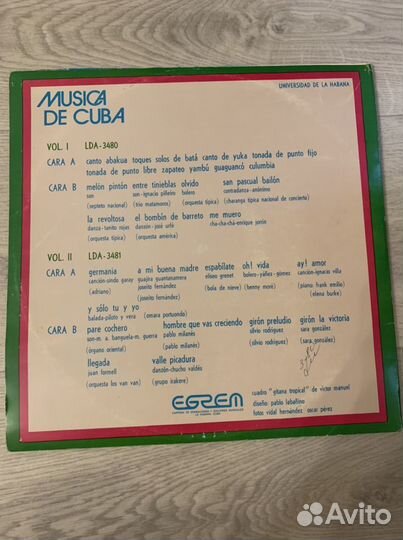 MUSICA
DE CUBA
UNIVERSIDAD DE LA HABANA
VOL. I LDA-3480
CARA A canto abakua toques solos de batá canto de yuka tonada de punto fijo
tonada de punto libre zapateo yambú guaguancó columbia
CARA B melón pintón entre tinieblas olvido san pascual bailón
son son-ignacio piñeiro bolero contradanza-anónimo
(septeto nacional) (trio matamoros) (orquesta típica) (charanga típica nacional de concierto)
la revoltosa el bombín de barreto me muero
danza-tanito rojas danzón-josé urfé cha-cha-chá-enrique jorrín
(orquesta típica) (orquesta américa)
VOL. II LDA-3481
CARA A germania a mi buena madre espabílate oh! vida ay! amor
canción-sindo garay guajira guantanamera eliseo grenet bolero-yáñez-gómez canción-ignacio villa
(adriano) joseito fernández (bola de nieve) (benny moré) (piano frank emilio)
(joseito fernández) (elena burke)
y sólo tu y yo
balada-piloto y vera (omara portuondo)
CARA B pare cochero hombre que vas creciendo girón preludio girón la victoria
son-m. a. banguela-m. guerra pablo milanés silvio rodríguez sara gonzález
(órgano oriental) (pablo milanés) (silvio rodríguez) (sara gonzález)
llegada valle picadura
juan formell danzón-chucho valdés
(orquesta los van van) (grupo irakere)
EGREM
cuadro "gitana tropical" de víctor manuel
diseño: pablo labañino
fotos vidal hernández oscar pérez
Avito